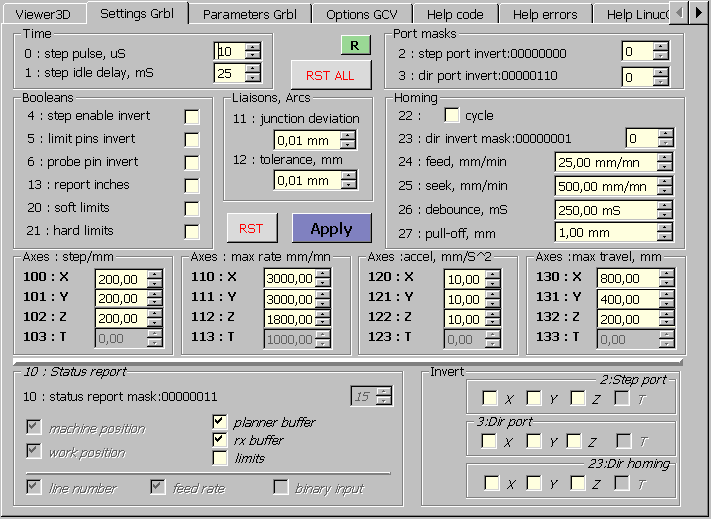 Viewer3D Settings Grbl Parameters Grbl Options GCV Help code Help errors Help Linuc
Time
0 : step pulse, uS 10
1 : step idle delay, mS 25
R
RST ALL
Port masks
2 : step port invert:00000000 0
3 : dir port invert:00000110 0
Booleans
4 : step enable invert
5 : limit pins invert
6 : probe pin invert
13 : report inches
20 : soft limits
21 : hard limits
Liaisons, Arcs
11 : junction deviation
0,01 mm
12 : tolerance, mm
0,01 mm
RST Apply
Homing
22 : cycle
23 : dir invert mask:00000001 0
24 : feed, mm/min 25,00 mm/mn
25 : seek, mm/min 500,00 mm/mn
26 : debounce, mS 250,00 mS
27 : pull-off, mm 1,00 mm
Axes : step/mm
100 : X 200,00
101 : Y 200,00
102 : Z 200,00
103 : T 0,00
Axes : max rate mm/mn
110 : X 3000,00
111 : Y 3000,00
112 : Z 1800,00
113 : T 1000,00
Axes :accel, mm/S^2
120 : X 10,00
121 : Y 10,00
122 : Z 10,00
123 : T 0,00
Axes :max travel, mm
130 : X 800,00
131 : Y 400,00
132 : Z 200,00
133 : T 0,00
10 : Status report
10 : status report mask:00000011 15
machine position planner buffer
work position rx buffer
limits
line number feed rate binary input
Invert
2:Step port
X Y Z T
3:Dir port
X Y Z T
23:Dir homing
X Y Z T